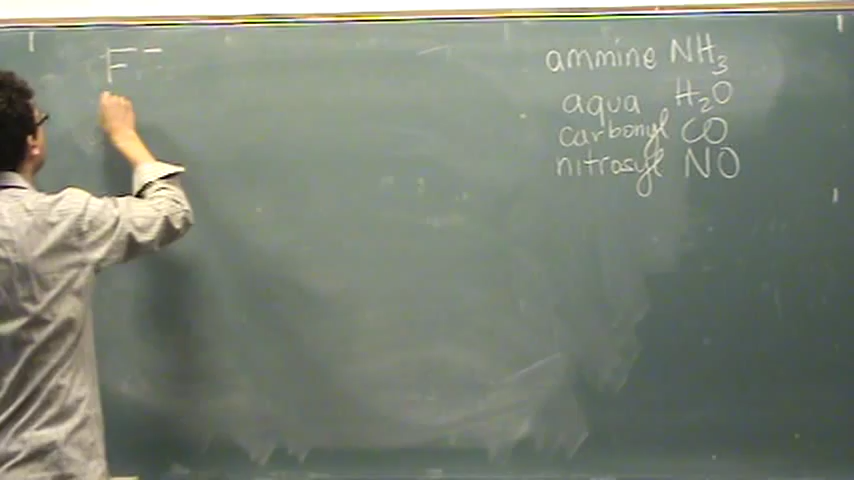 F⁻
ammine NH₃
aqua H₂O
carbonyl CO
nitrosyl NO